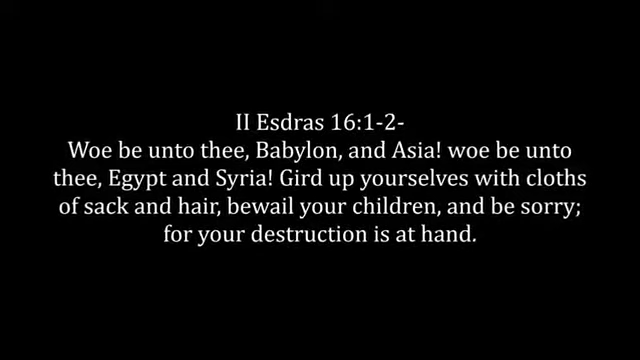 II Esdras 16:1-2-
Woe be unto thee, Babylon, and Asia! woe be unto
thee, Egypt and Syria! Gird up yourselves with cloths
of sack and hair, bewail your children, and be sorry;
for your destruction is at hand.